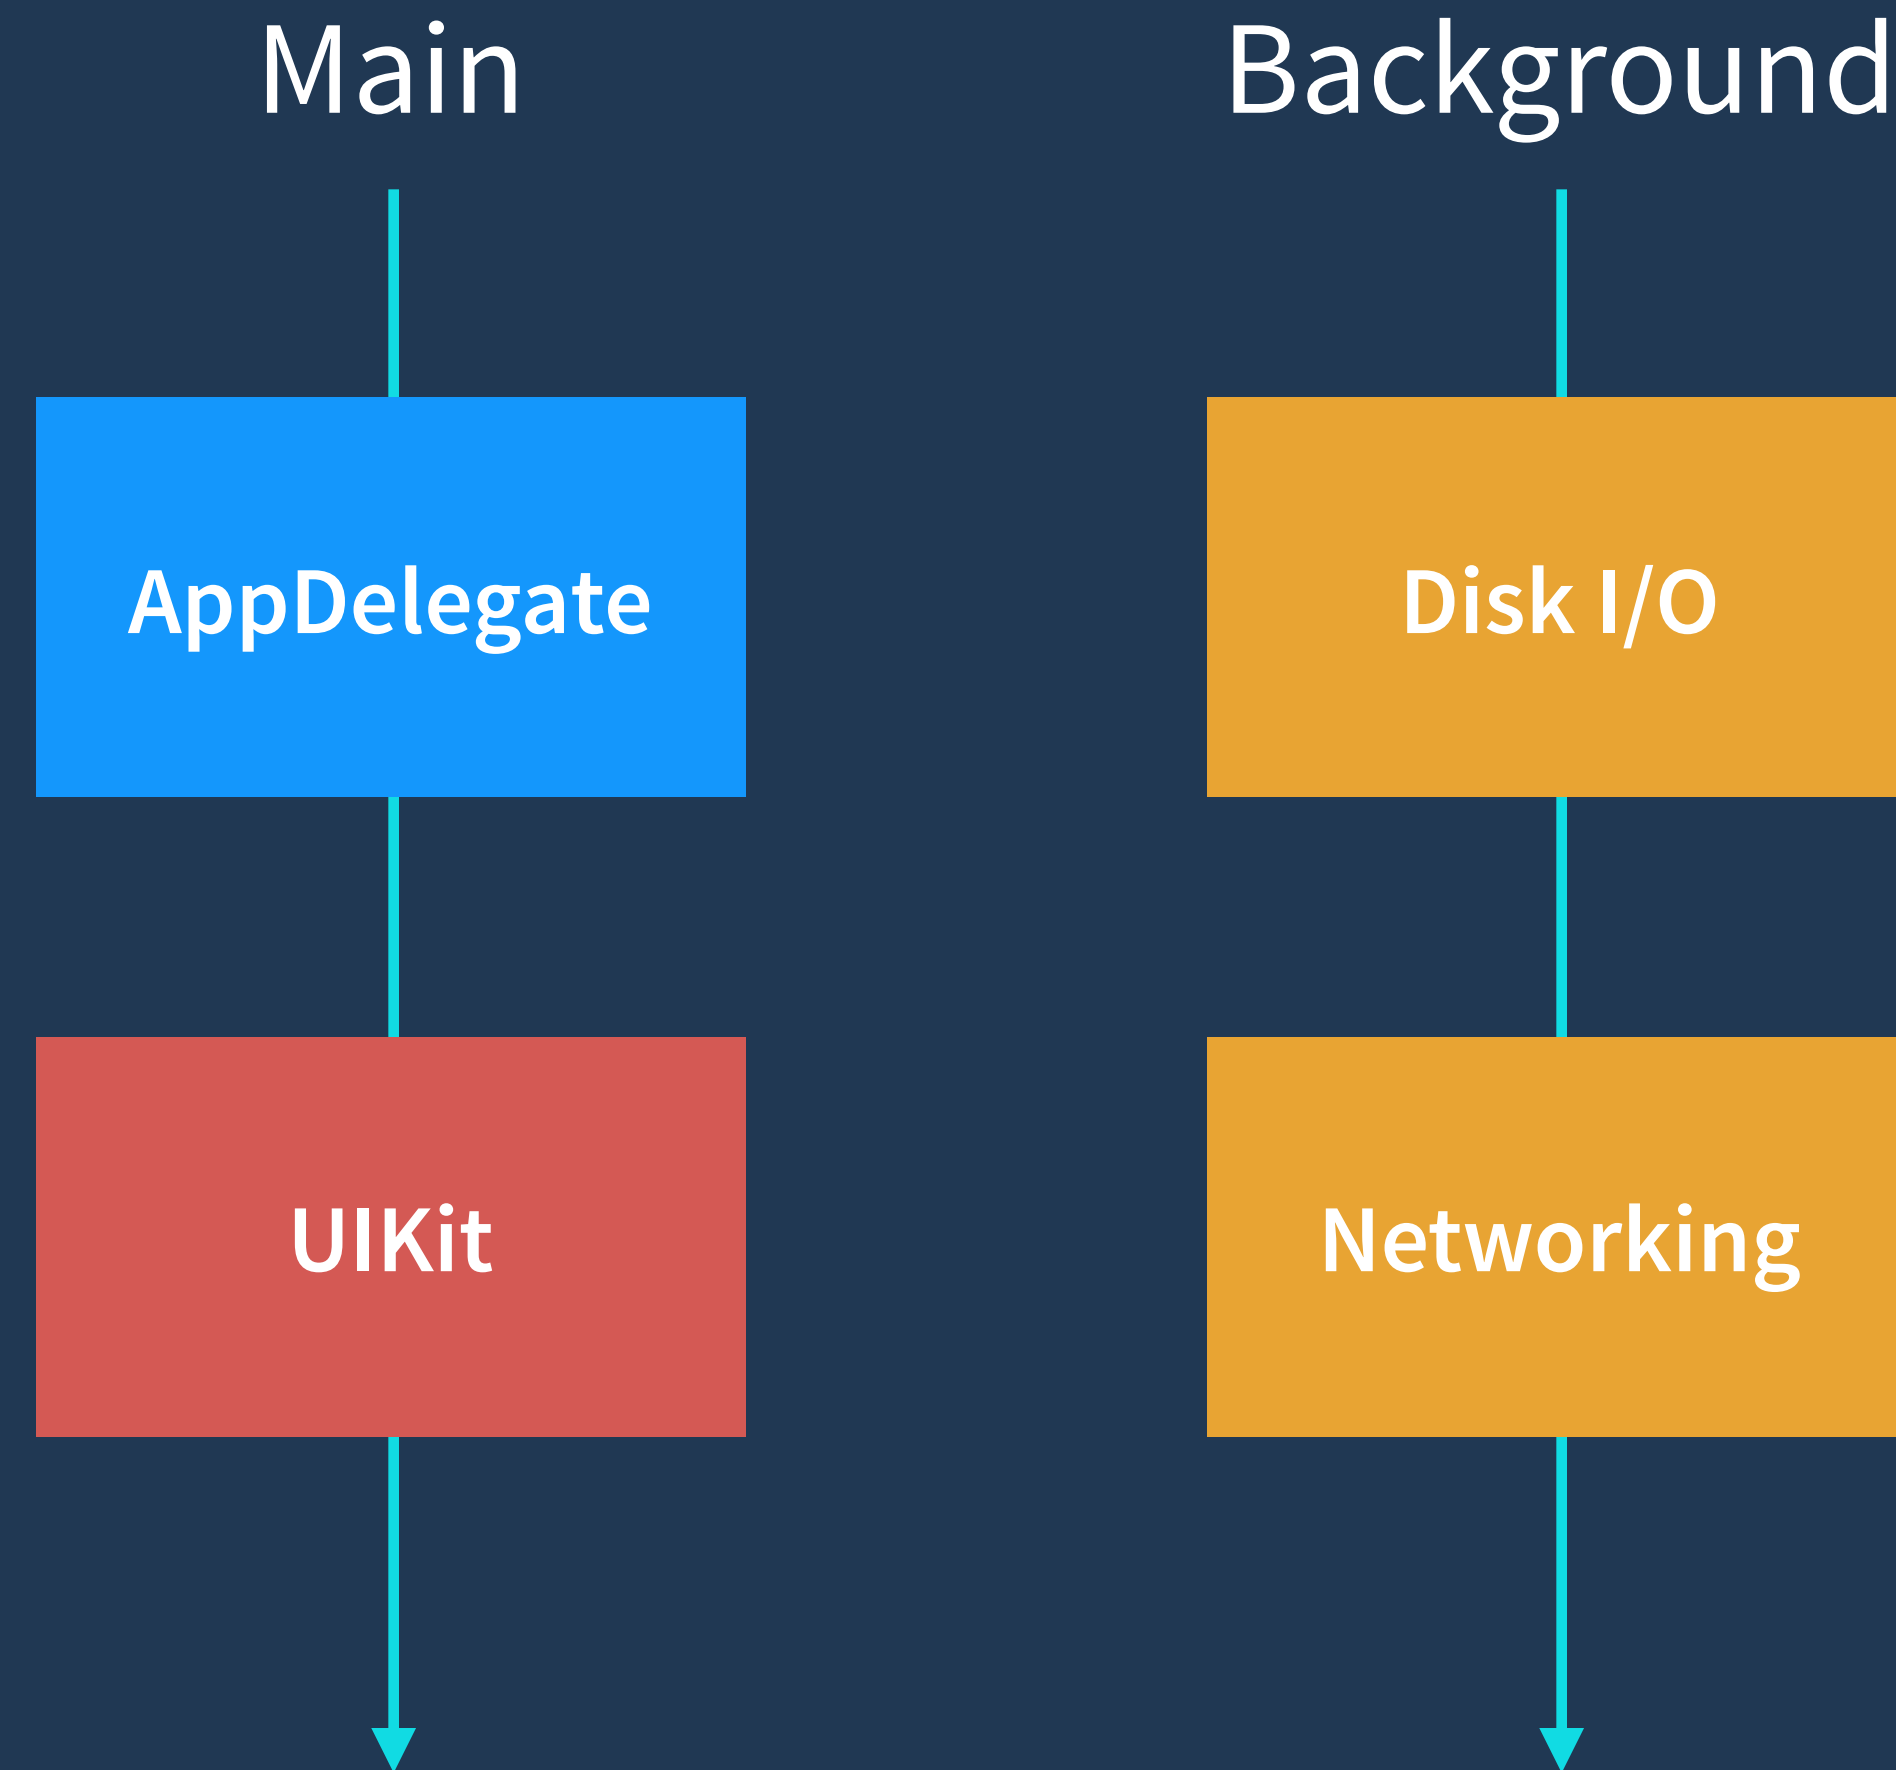 Main
Background
AppDelegate
Disk I/O
UIKit
Networking